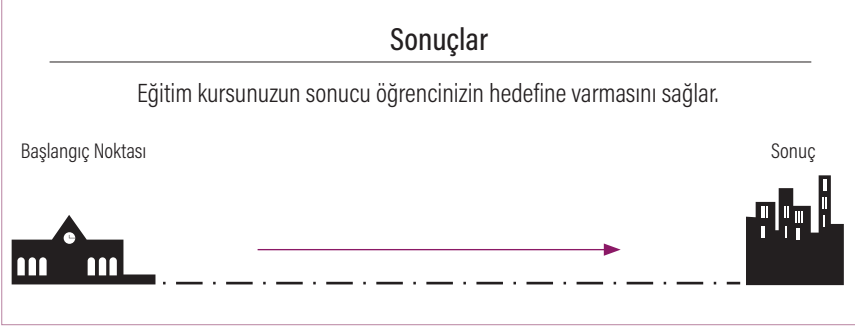 Sonuçlar
Eğitim kursunuzun sonucu öğrencinizin hedefine varmasını sağlar.
Başlangıç Noktası
Sonuç